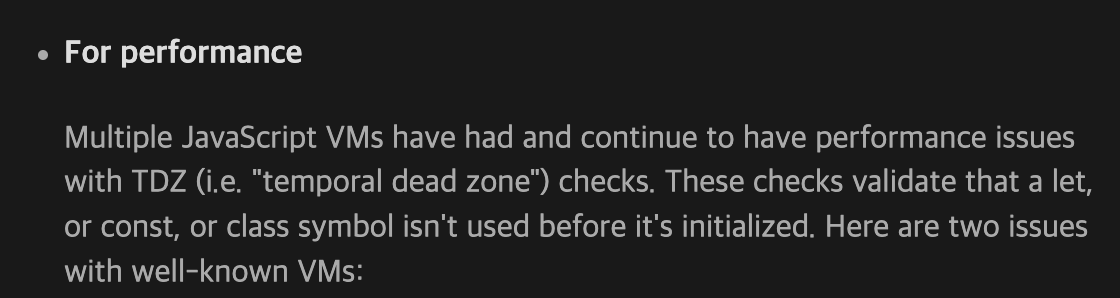 For performance
Multiple JavaScript VMs have had and continue to have performance issues
with TDZ (i.e. "temporal dead zone") checks. These checks validate that a let,
or const, or class symbol isn't used before it's initialized. Here are two issues
with well-known VMs: